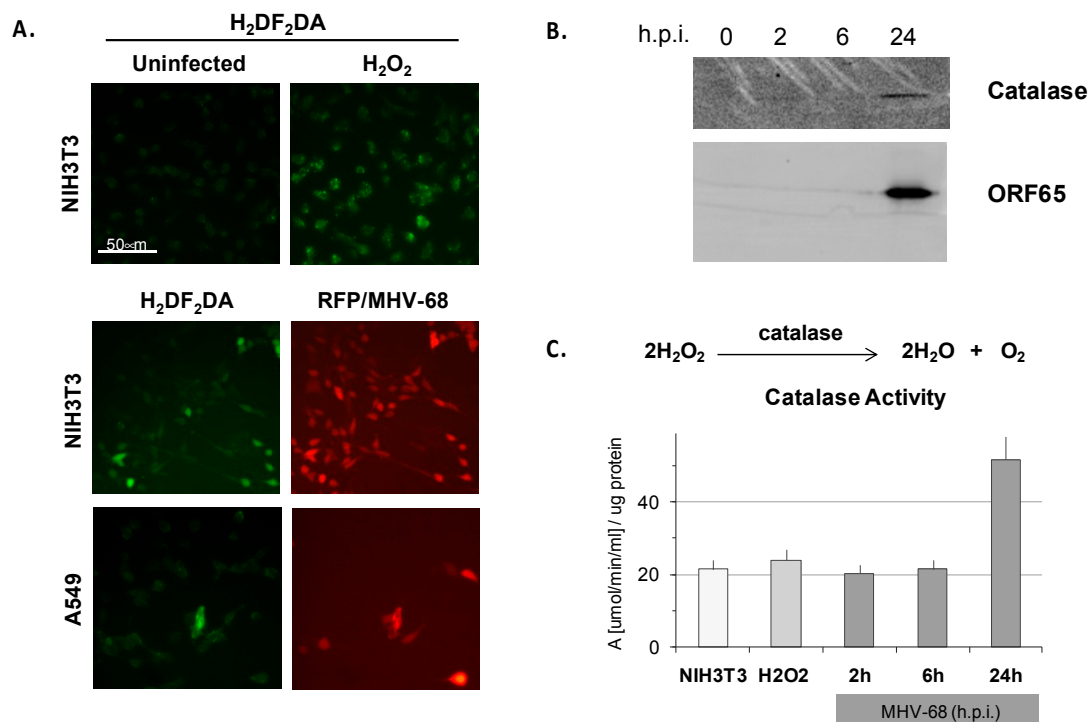 A.
H₂DF₂DA
Uninfected H₂O₂
NIH3T3
50∝m
H₂DF₂DA RFP/MHV-68
NIH3T3
A549
B.
h.p.i. 0 2 6 24
Catalase
ORF65
C.
2H₂O₂ catalase 2H₂O + O₂
Catalase Activity
A [umol/min/ml] / ug protein
40
20
0
NIH3T3 H2O2 2h 6h 24h
MHV-68 (h.p.i.)